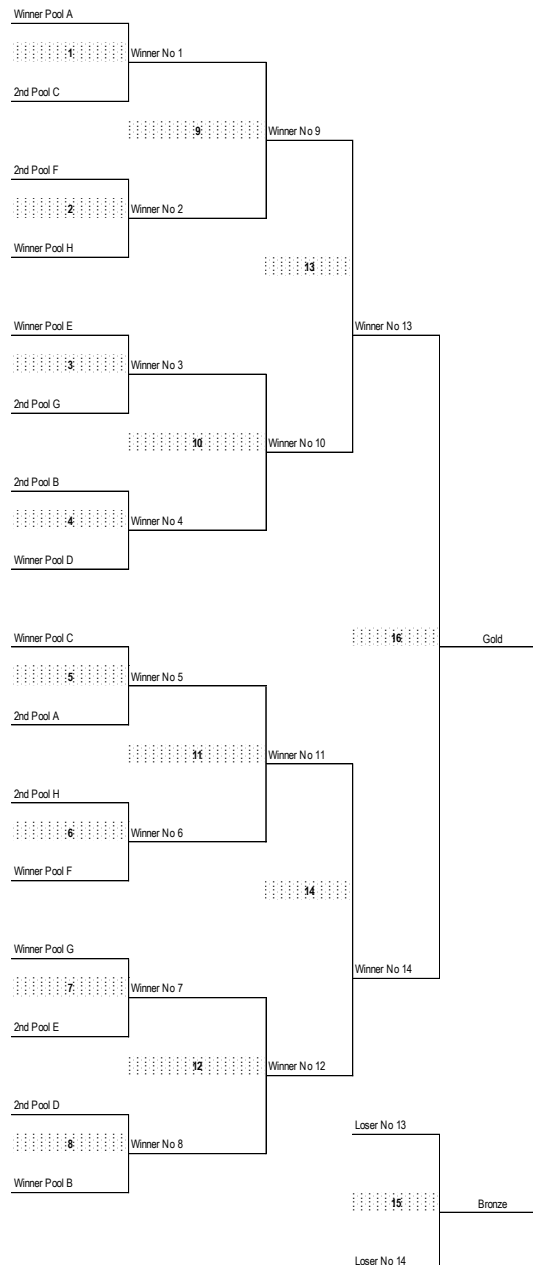 Winner Pool A
1
Winner No 1
2nd Pool C
9
Winner No 9
2nd Pool F
2
Winner No 2
Winner Pool H
13
Winner Pool E
Winner No 13
3
Winner No 3
2nd Pool G
10
Winner No 10
2nd Pool B
4
Winner No 4
Winner Pool D
Winner Pool C
16
Gold
5
Winner No 5
2nd Pool A
11
Winner No 11
2nd Pool H
6
Winner No 6
Winner Pool F
14
Winner Pool G
Winner No 14
7
Winner No 7
2nd Pool E
12
Winner No 12
2nd Pool D
Loser No 13
8
Winner No 8
Winner Pool B
15
Bronze
Loser No 14